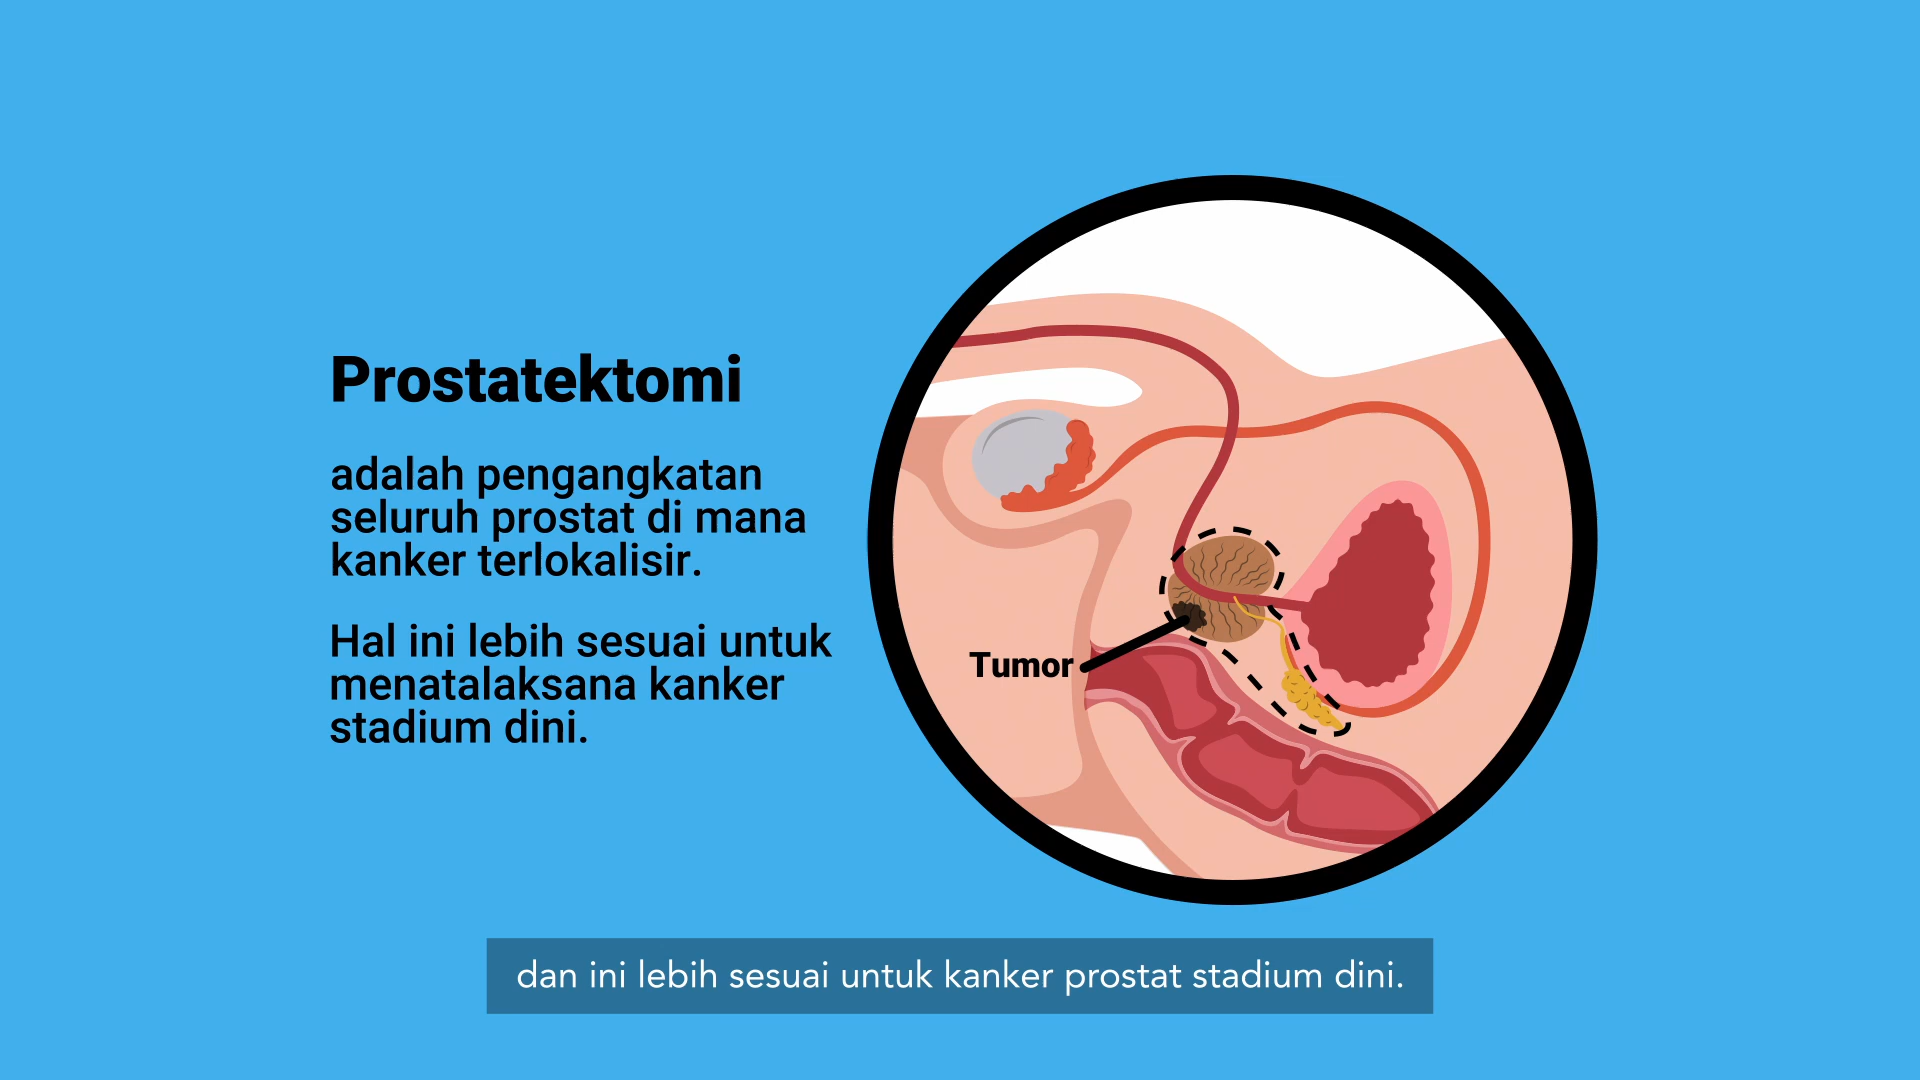 Prostatektomi
adalah pengangkatan
seluruh prostat di mana
kanker terlokalisir.
Hal ini lebih sesuai untuk
menatalaksana kanker
stadium dini.
Tumor
dan ini lebih sesuai untuk kanker prostat stadium dini.